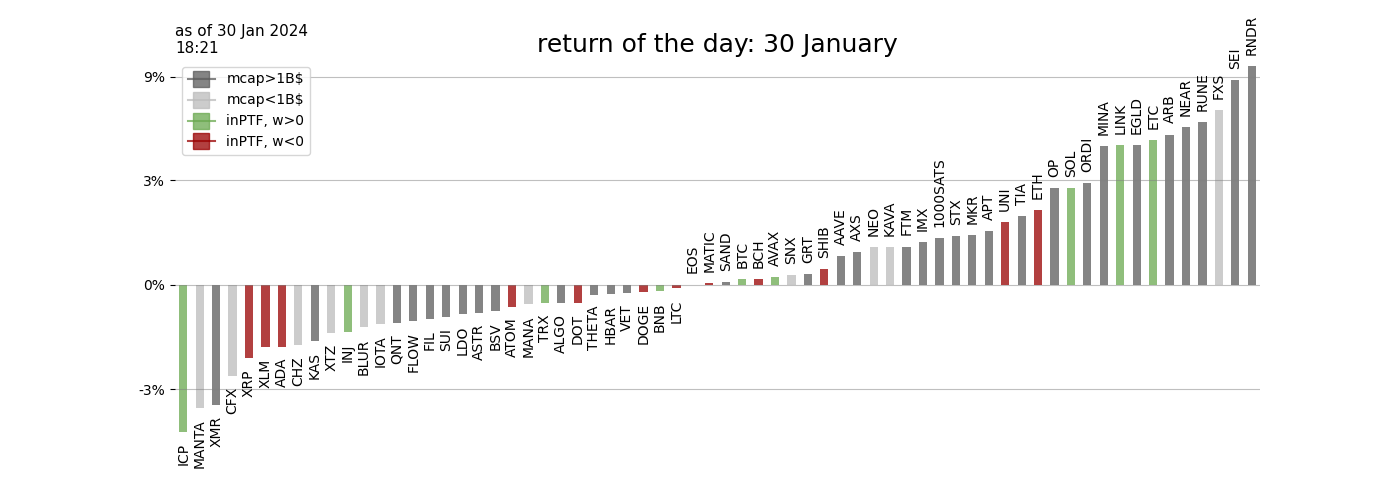 as of 30 Jan 2024
18:21
return of the day: 30 January
mcap>1B$
mcap<1B$
inPTF, w>0
inPTF, w<0
9%
3%
0%
-3%
ICP
MANTA
XMR
CFX
XRP
XLM
ADA
CHZ
KAS
XTZ
INJ
BLUR
IOTA
QNT
FLOW
FIL
SUI
LDO
ASTR
BSV
ATOM
MANA
TRX
ALGO
DOT
THETA
HBAR
VET
DOGE
BNB
LTC
EOS
MATIC
SAND
BTC
BCH
AVAX
SNX
GRT
SHIB
AAVE
AXS
NEO
KAVA
FTM
IMX
1000SATS
STX
MKR
APT
UNI
TIA
ETH
OP
SOL
ORDI
MINA
LINK
EGLD
ETC
ARB
NEAR
RUNE
FXS
SEI
RNDR